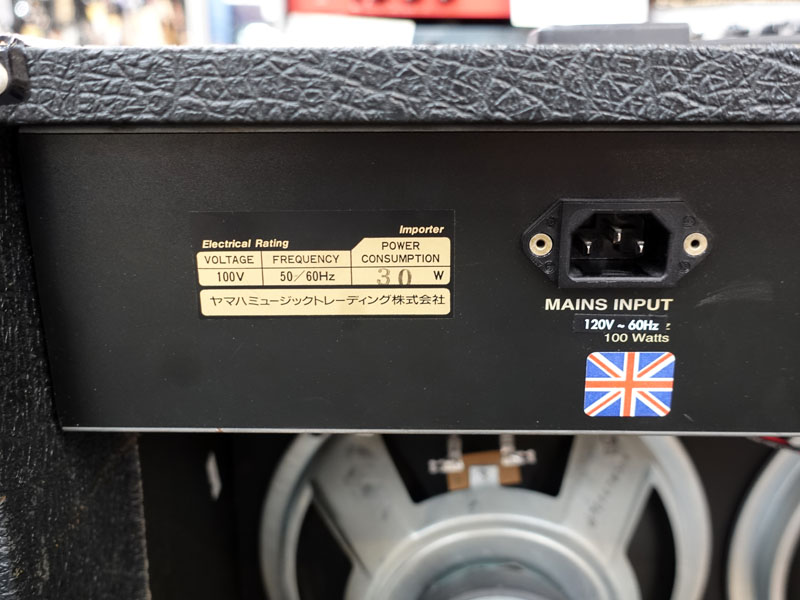 Electrical Rating
Importer
VOLTAGE
FREQUENCY
POWER CONSUMPTION
100V
50/60Hz
30 W
ヤマハミュージックトレーディング株式会社
MAINS INPUT
120V ~ 60Hz
100 Watts